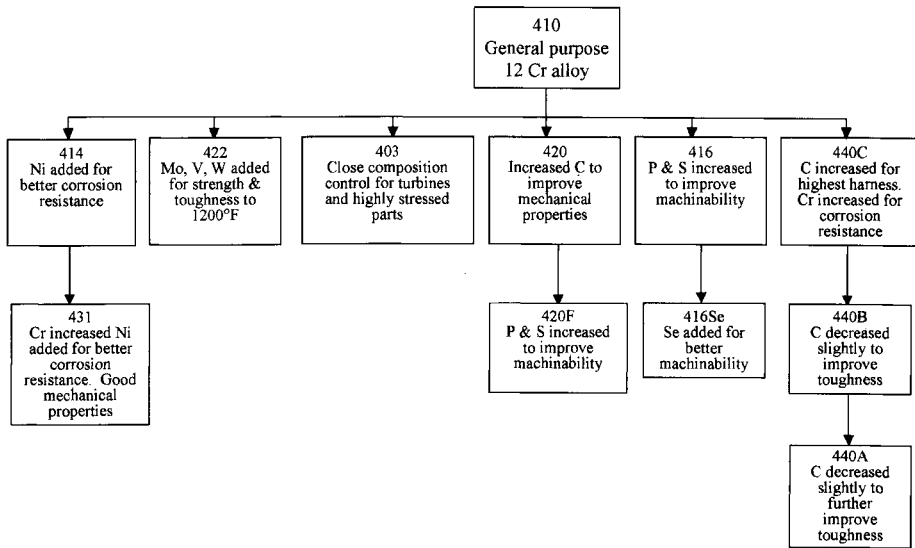 410
General purpose
12 Cr alloy
414
Ni added for
better corrosion
resistance
422
Mo, V, W added
for strength &
toughness to
1200°F
403
Close composition
control for turbines
and highly stressed
parts
420
Increased C to
improve
mechanical
properties
416
P & S increased
to improve
machinability
440C
C increased for
highest harness.
Cr increased for
corrosion
resistance
431
Cr increased Ni
added for better
corrosion
resistance. Good
mechanical
properties
420F
P & S increased
to improve
machinability
416Se
Se added for
better
machinability
440B
C decreased
slightly to
improve
toughness
440A
C decreased
slightly to
further
improve
toughness